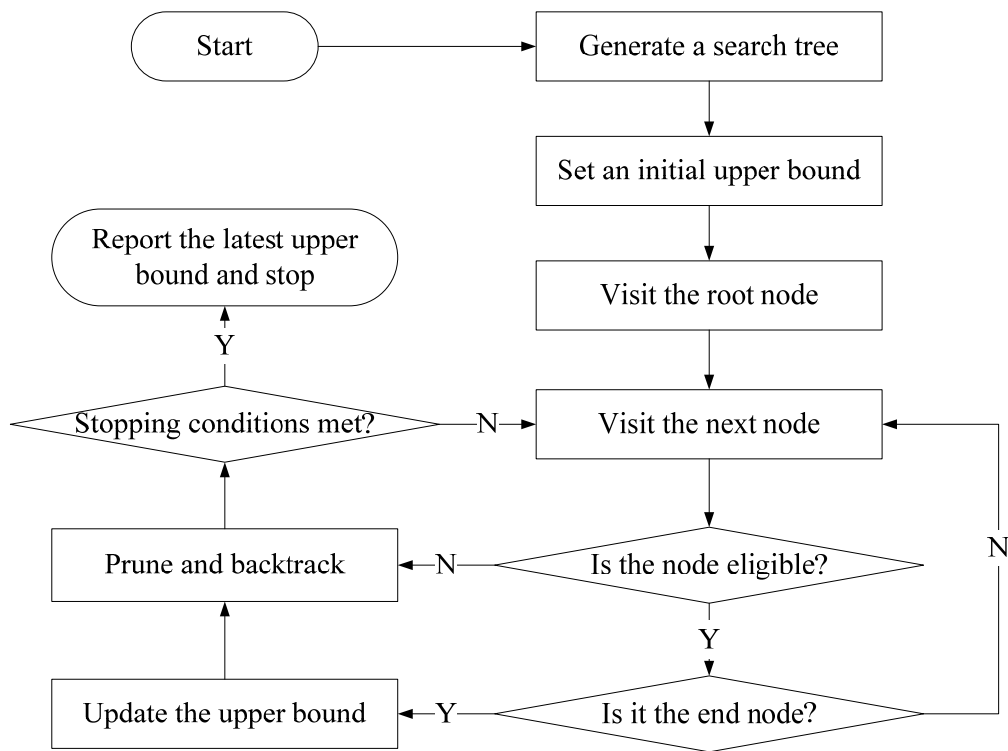 Start
Generate a search tree
Set an initial upper bound
Report the latest upper
bound and stop
Visit the root node
Y
Stopping conditions met?
N
Visit the next node
N
Prune and backtrack
N
Is the node eligible?
Y
Update the upper bound
Y
Is it the end node?